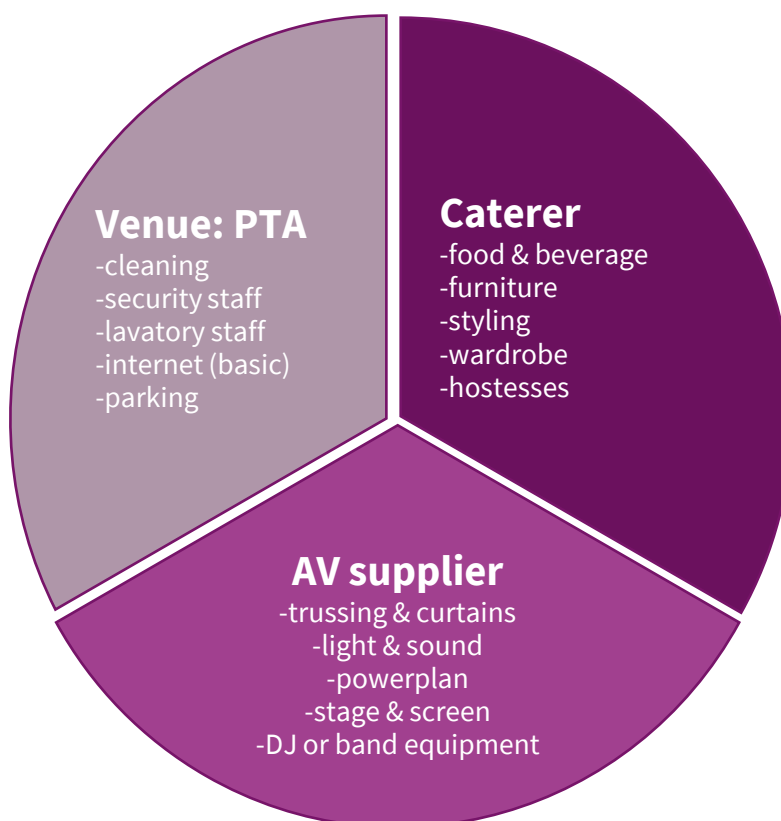 Venue: PTA
-cleaning
-security staff
-lavatory staff
-internet (basic)
-parking
Caterer
-food & beverage
-furniture
-styling
-wardrobe
-hostesses
AV supplier
-trussing & curtains
-light & sound
-powerplan
-stage & screen
-DJ or band equipment